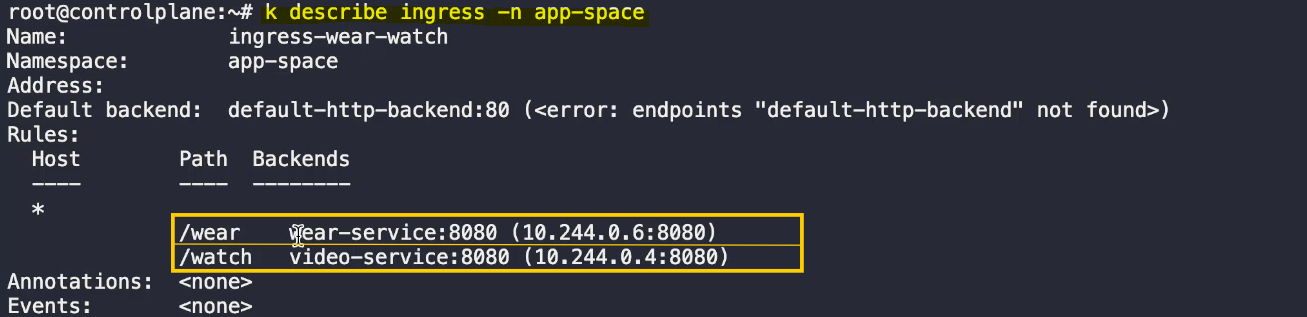 root@controlplane:~# k describe ingress -n app-space
Name:             ingress-wear-watch
Namespace:        app-space
Address:
Default backend:  default-http-backend:80 (<error: endpoints "default-http-backend" not found>)
Rules:
  Host        Path  Backends
  ----        ----  --------
  *
              /wear    wear-service:8080 (10.244.0.6:8080)
              /watch   video-service:8080 (10.244.0.4:8080)
Annotations:  <none>
Events:       <none>